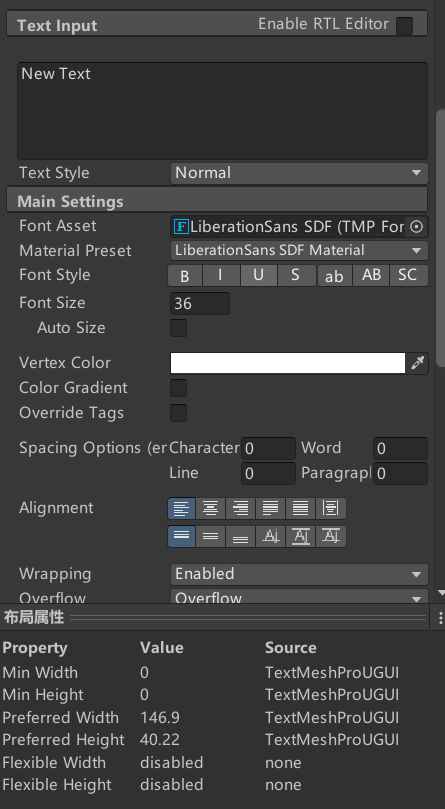 Text Input Enable RTL Editor
New Text
Text Style Normal
Main Settings
Font Asset F LiberationSans SDF (TMP_For
Material Preset LiberationSans SDF Material
Font Style B I U S ab AB SC
Font Size 36
Auto Size
Vertex Color
Color Gradient
Override Tags
Spacing Options (er Character 0 Word 0
Line 0 Paragrapl 0
Alignment
Wrapping Enabled
Overflow Overflow
布局属性
Property Value Source
Min Width 0 TextMeshProUGUI
Min Height 0 TextMeshProUGUI
Preferred Width 146.9 TextMeshProUGUI
Preferred Height 40.22 TextMeshProUGUI
Flexible Width disabled none
Flexible Height disabled none